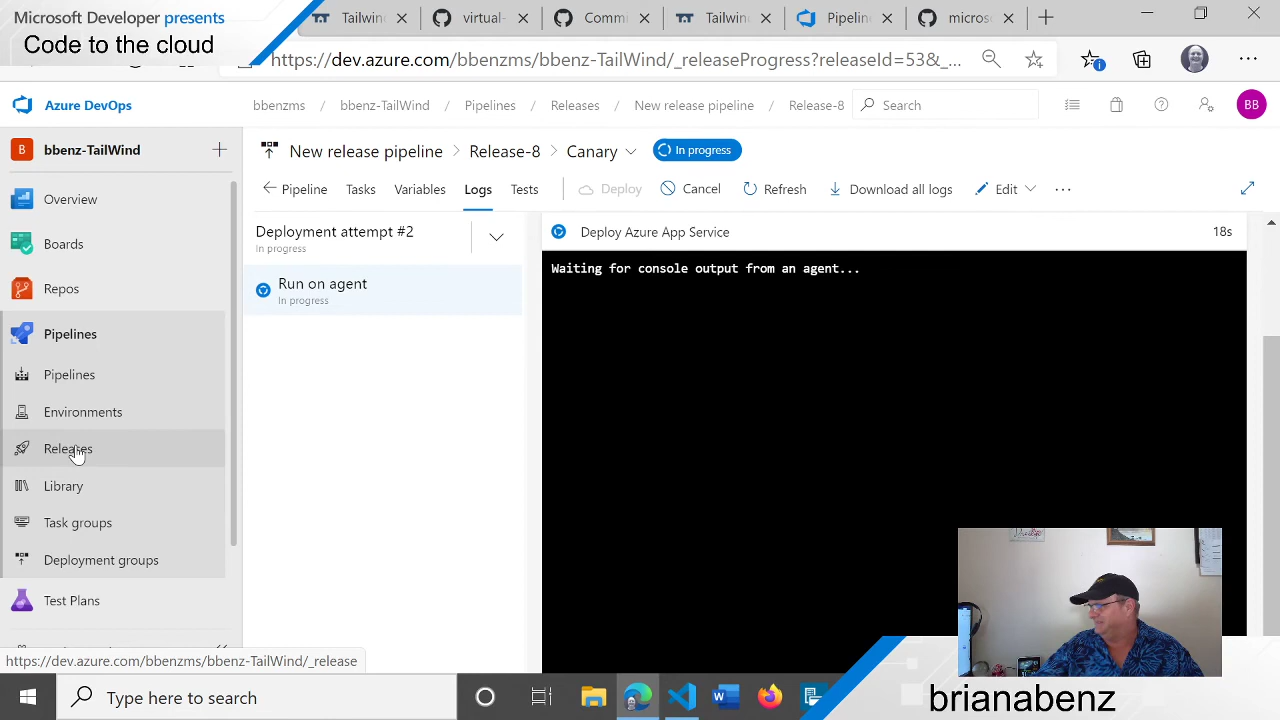 Microsoft Developer presents
Code to the cloud
Tailwin
virtual-
Commi
Tailwin
Pipelin
micros
https://dev.azure.com/bbenzms/bbenz-TailWind/_releaseProgress?releaseId=53&_...
Azure DevOps
bbenzms / bbenz-TailWind / Pipelines / Releases / New release pipeline / Release-8
Search
BB
B bbenz-TailWind
New release pipeline > Release-8 > Canary
In progress
Overview
Pipeline
Tasks
Variables
Logs
Tests
Deploy
Cancel
Refresh
Download all logs
Edit
Boards
Deployment attempt #2
In progress
Deploy Azure App Service
18s
Repos
Run on agent
In progress
Waiting for console output from an agent...
Pipelines
Pipelines
Environments
Releases
Library
Task groups
Deployment groups
Test Plans
https://dev.azure.com/bbenzms/bbenz-TailWind/_release
Type here to search
brianabenz